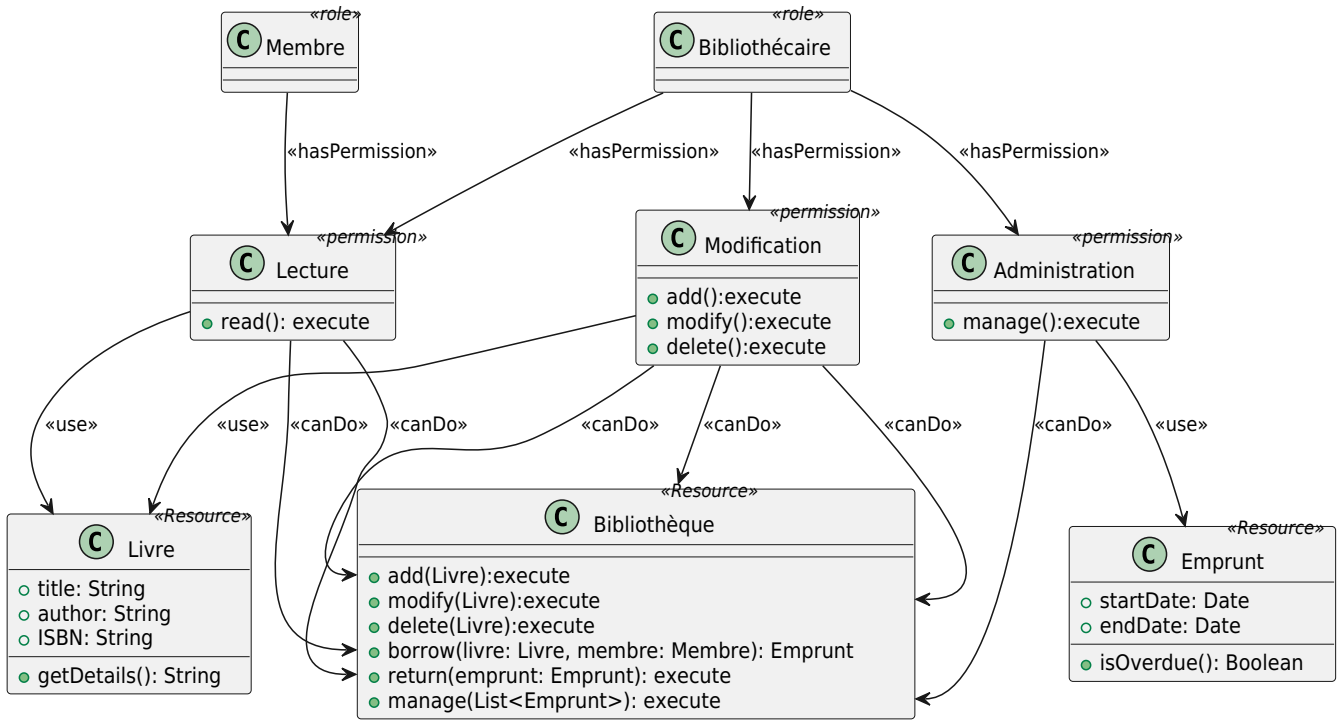 «role»
C Membre
«role»
C Bibliothécaire
«hasPermission»
«hasPermission»
«hasPermission»
«hasPermission»
«permission»
C Lecture
read(): execute
«permission»
C Modification
add():execute
modify():execute
delete():execute
«permission»
C Administration
manage():execute
«use»
«use»
«canDo»
«canDo»
«canDo»
«canDo»
«canDo»
«canDo»
«use»
«Resource»
C Livre
title: String
author: String
ISBN: String
getDetails(): String
«Resource»
C Bibliothèque
add(Livre):execute
modify(Livre):execute
delete(Livre):execute
borrow(livre: Livre, membre: Membre): Emprunt
return(emprunt: Emprunt): execute
manage(List<Emprunt>): execute
«Resource»
C Emprunt
startDate: Date
endDate: Date
isOverdue(): Boolean